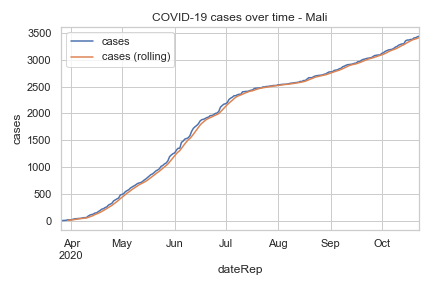 COVID-19 cases over time - Mali
cases
cases (rolling)
3500
3000
2500
2000
1500
1000
500
0
cases
Apr
2020
May
Jun
Jul
Aug
Sep
Oct
dateRep